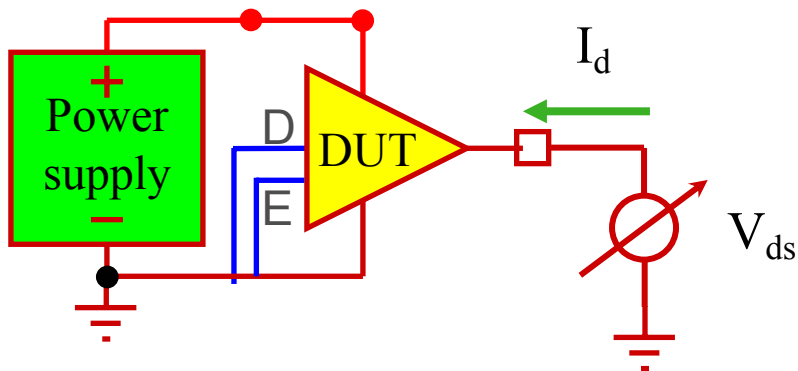 +
Power
supply
−
D
E
DUT
I_d
V_ds